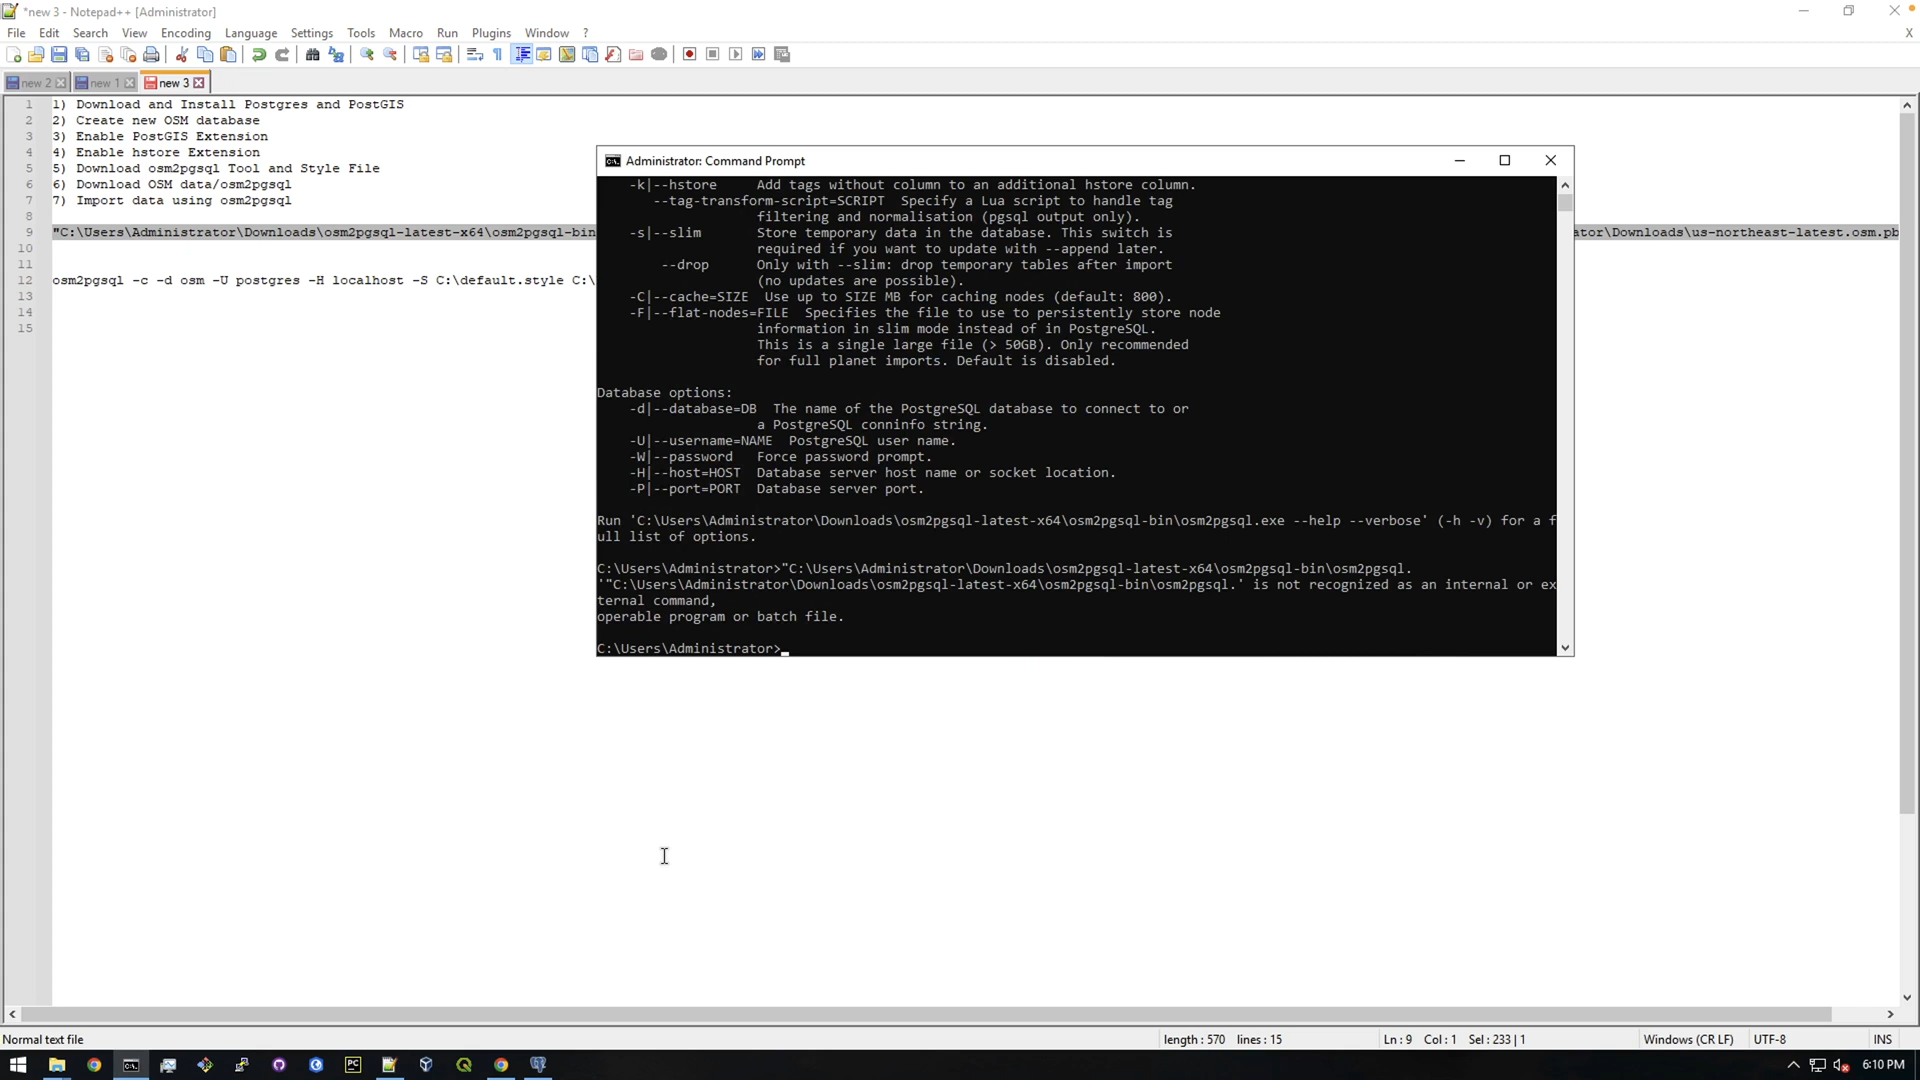 *new 3 - Notepad++ [Administrator]
File Edit Search View Encoding Language Settings Tools Macro Run Plugins Window ? X
new 2 new 1 new 3
1 1) Download and Install Postgres and PostGIS
2 2) Create new OSM database
3 3) Enable PostGIS Extension
4 4) Enable hstore Extension
5 5) Download osm2pgsql Tool and Style File
6 6) Download OSM data/osm2pgsql
7 7) Import data using osm2pgsql
8
9 "C:\Users\Administrator\Downloads\osm2pgsql-latest-x64\osm2pgsql-bin ator\Downloads\us-northeast-latest.osm.pb
10
11
12 osm2pgsql -c -d osm -U postgres -H localhost -S C:\default.style C:\
13
14
15
Administrator: Command Prompt
-k|--hstore Add tags without column to an additional hstore column.
--tag-transform-script=SCRIPT Specify a Lua script to handle tag
filtering and normalisation (pgsql output only).
-s|--slim Store temporary data in the database. This switch is
required if you want to update with --append later.
--drop Only with --slim: drop temporary tables after import
(no updates are possible).
-C|--cache=SIZE Use up to SIZE MB for caching nodes (default: 800).
-F|--flat-nodes=FILE Specifies the file to use to persistently store node
information in slim mode instead of in PostgreSQL.
This is a single large file (> 50GB). Only recommended
for full planet imports. Default is disabled.
Database options:
-d|--database=DB The name of the PostgreSQL database to connect to or
a PostgreSQL conninfo string.
-U|--username=NAME PostgreSQL user name.
-W|--password Force password prompt.
-H|--host=HOST Database server host name or socket location.
-P|--port=PORT Database server port.
Run 'C:\Users\Administrator\Downloads\osm2pgsql-latest-x64\osm2pgsql-bin\osm2pgsql.exe --help --verbose' (-h -v) for a f
ull list of options.
C:\Users\Administrator>"C:\Users\Administrator\Downloads\osm2pgsql-latest-x64\osm2pgsql-bin\osm2pgsql.
'"C:\Users\Administrator\Downloads\osm2pgsql-latest-x64\osm2pgsql-bin\osm2pgsql.' is not recognized as an internal or ex
ternal command,
operable program or batch file.
C:\Users\Administrator>_
Normal text file length : 570 lines : 15 Ln : 9 Col : 1 Sel : 233 | 1 Windows (CR LF) UTF-8 INS
PC 6:10 PM